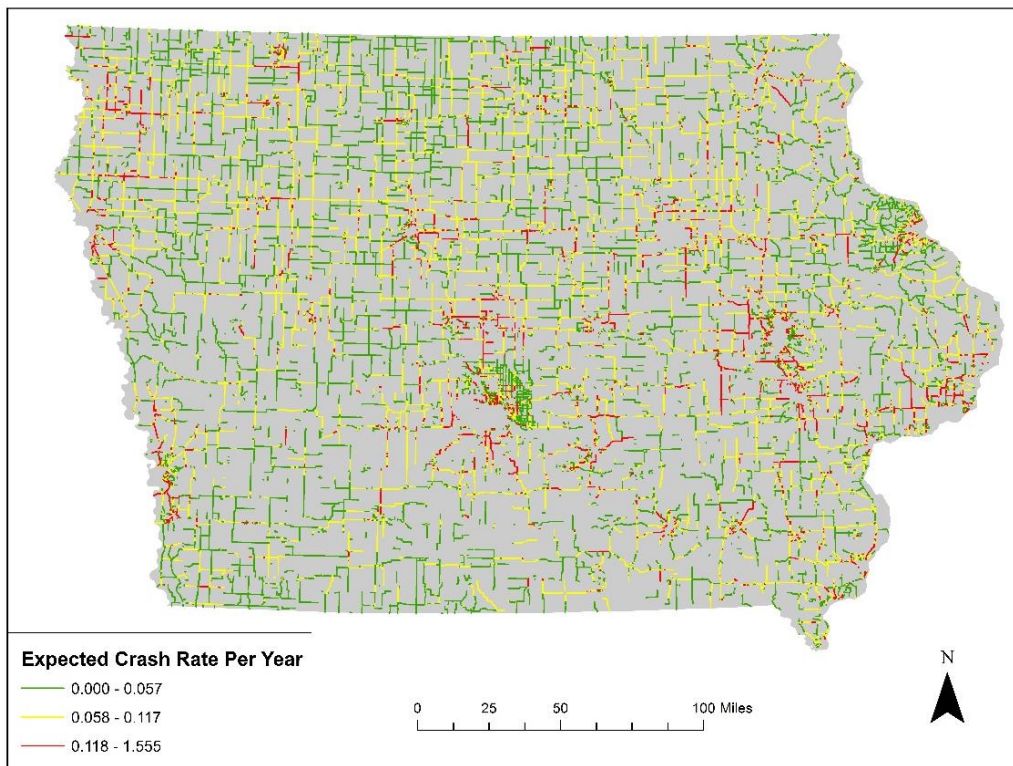 Expected Crash Rate Per Year
0.000 - 0.057
0.058 - 0.117
0.118 - 1.555
0 25 50 100 Miles
N